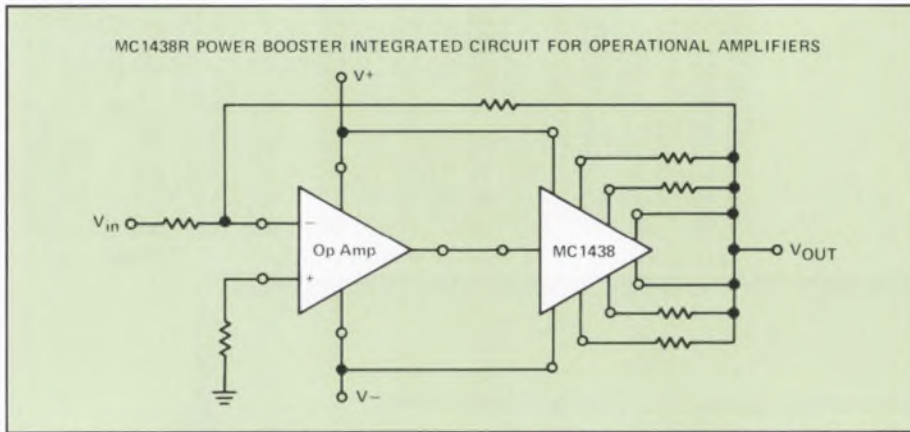 MC1438R POWER BOOSTER INTEGRATED CIRCUIT FOR OPERATIONAL AMPLIFIERS
V+
Vin
−
Op Amp
+
MC1438
VOUT
V−